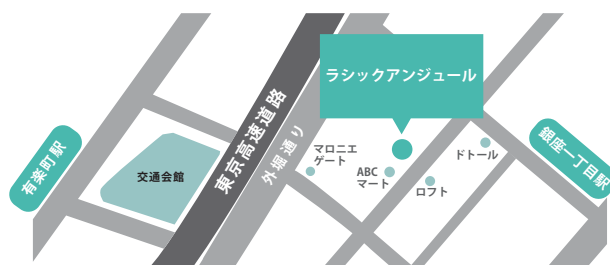 ラシックアンジュール
東京高速道路
外堀通り
有楽町駅
交通会館
マロニエ
ゲート
ABC
マート
ロフト
ドトール
銀座一丁目駅